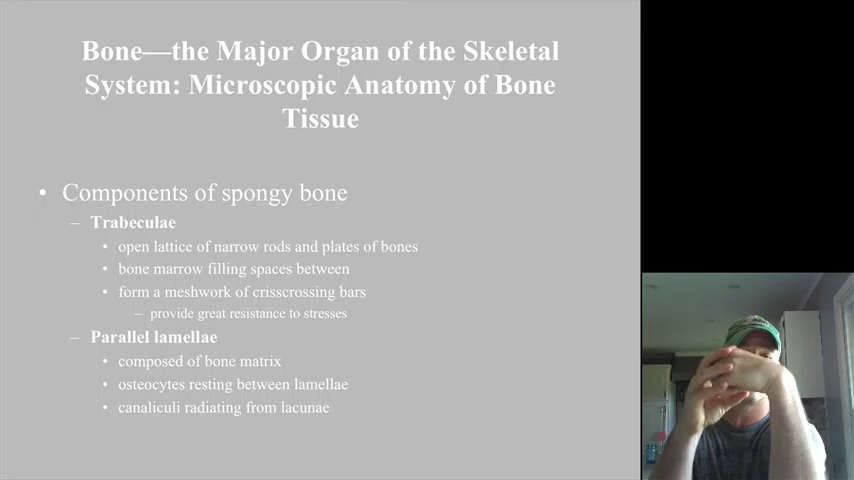 Bone—the Major Organ of the Skeletal
System: Microscopic Anatomy of Bone
Tissue
• Components of spongy bone
– Trabeculae
• open lattice of narrow rods and plates of bones
• bone marrow filling spaces between
• form a meshwork of crisscrossing bars
– provide great resistance to stresses
– Parallel lamellae
• composed of bone matrix
• osteocytes resting between lamellae
• canaliculi radiating from lacunae